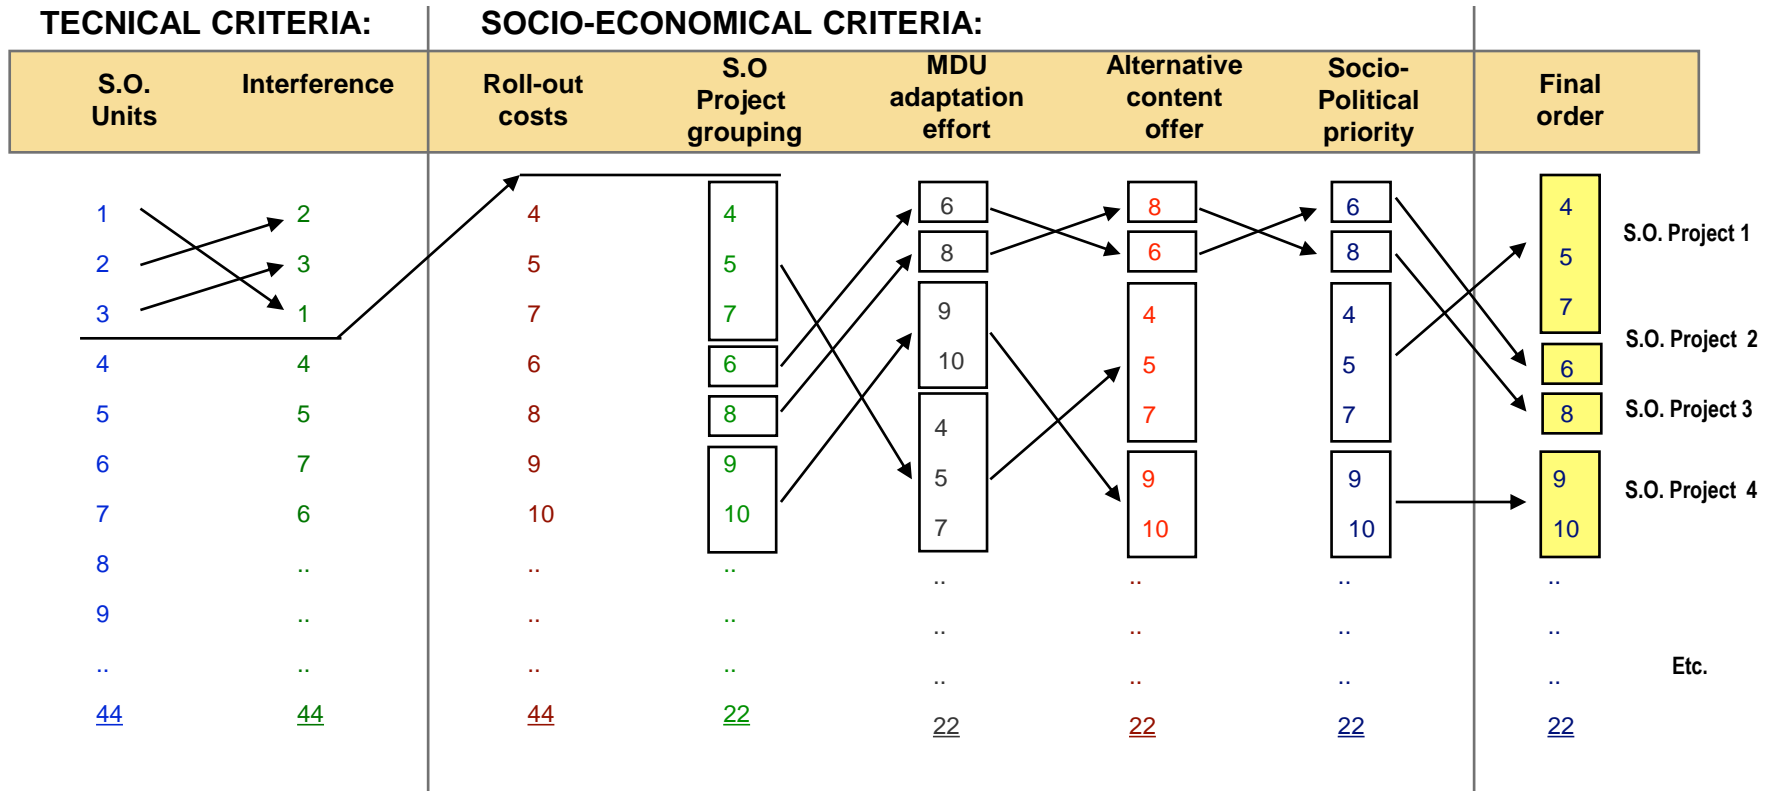 TECNICAL CRITERIA: SOCIO-ECONOMICAL CRITERIA:
S.O. Units
Interference
Roll-out costs
S.O Project grouping
MDU adaptation effort
Alternative content offer
Socio-Political priority
Final order
1 2 4 4 6 8 6 4
S.O. Project 1
2 3 5 5 8 6 8 5
3 1 7 7 9 4 4 7
S.O. Project 2
4 4 6 6 10 5 5 6
S.O. Project 3
5 5 8 8 4 7 7 8
6 7 9 9 5 9 9 9
S.O. Project 4
7 6 10 10 7 10 10 10
8 .. .. .. .. .. .. ..
9 .. .. .. .. .. .. ..
.. .. .. .. .. .. .. ..
Etc.
44 44 44 22 22 22 22 22